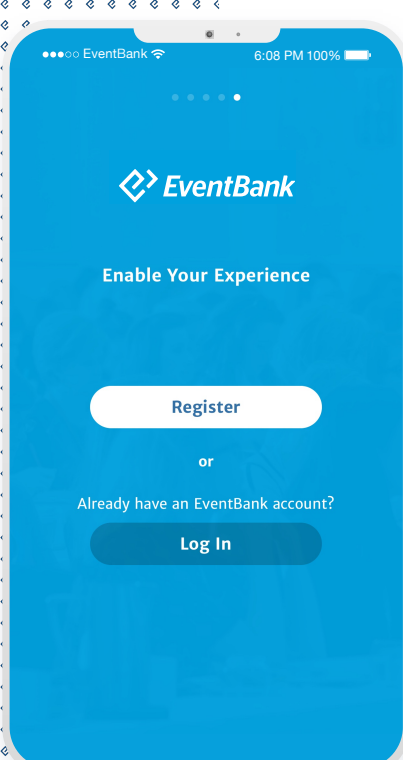 EventBank 6:08 PM 100%
EventBank
Enable Your Experience
Register
or
Already have an EventBank account?
Log In